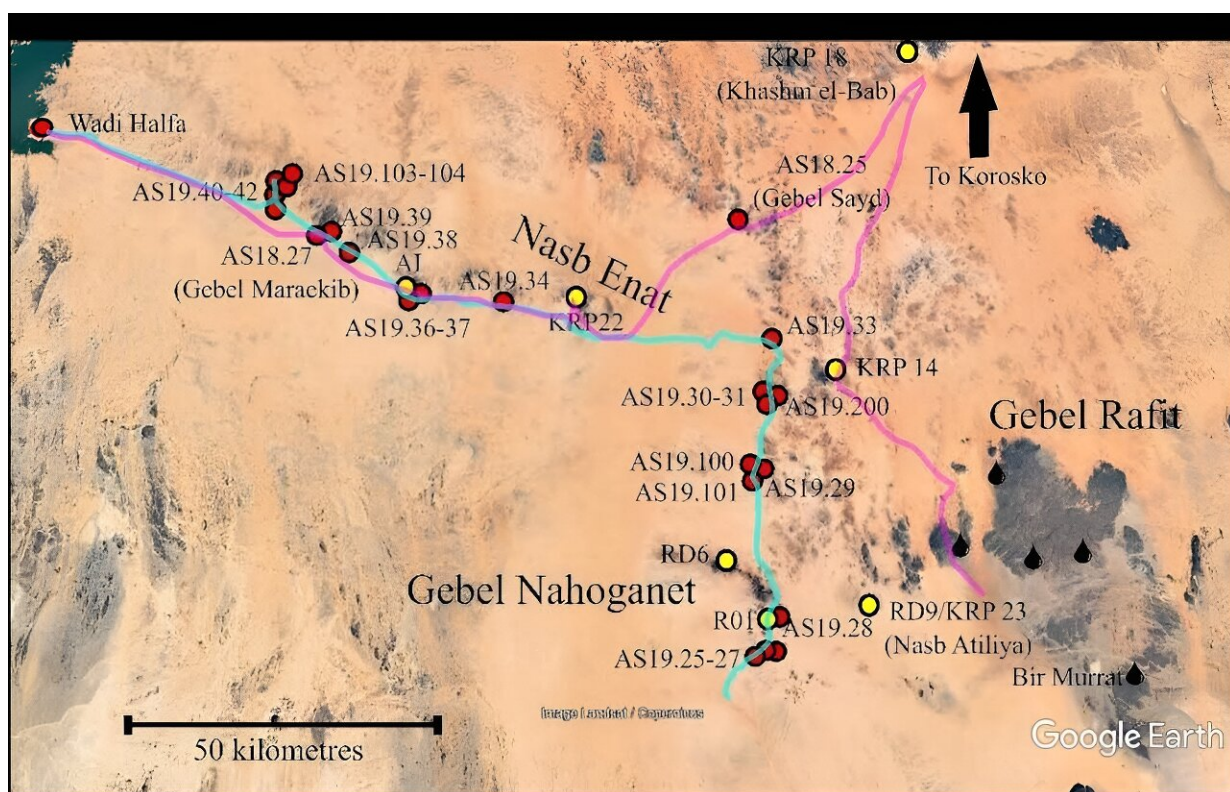 KRP 18
(Khashm el-Bab)
Wadi Halfa
To Korosko
AS18.25
(Gebel Sayd)
AS19.103-104
AS19.40-42
AS19.39
AS19.38
AS18.27
(Gebel Maraekib)
AJ
AS19.36-37
AS19.34
Nasb Enat
KRP22
AS19.33
KRP 14
AS19.30-31
AS19.200
Gebel Rafit
AS19.100
AS19.101
AS19.29
RD6
Gebel Nahoganet
R01
AS19.28
RD9/KRP 23
(Nasb Atiliya)
AS19.25-27
Bir Murrat
Image Landsat / Copernicus
50 kilometres
Google Earth